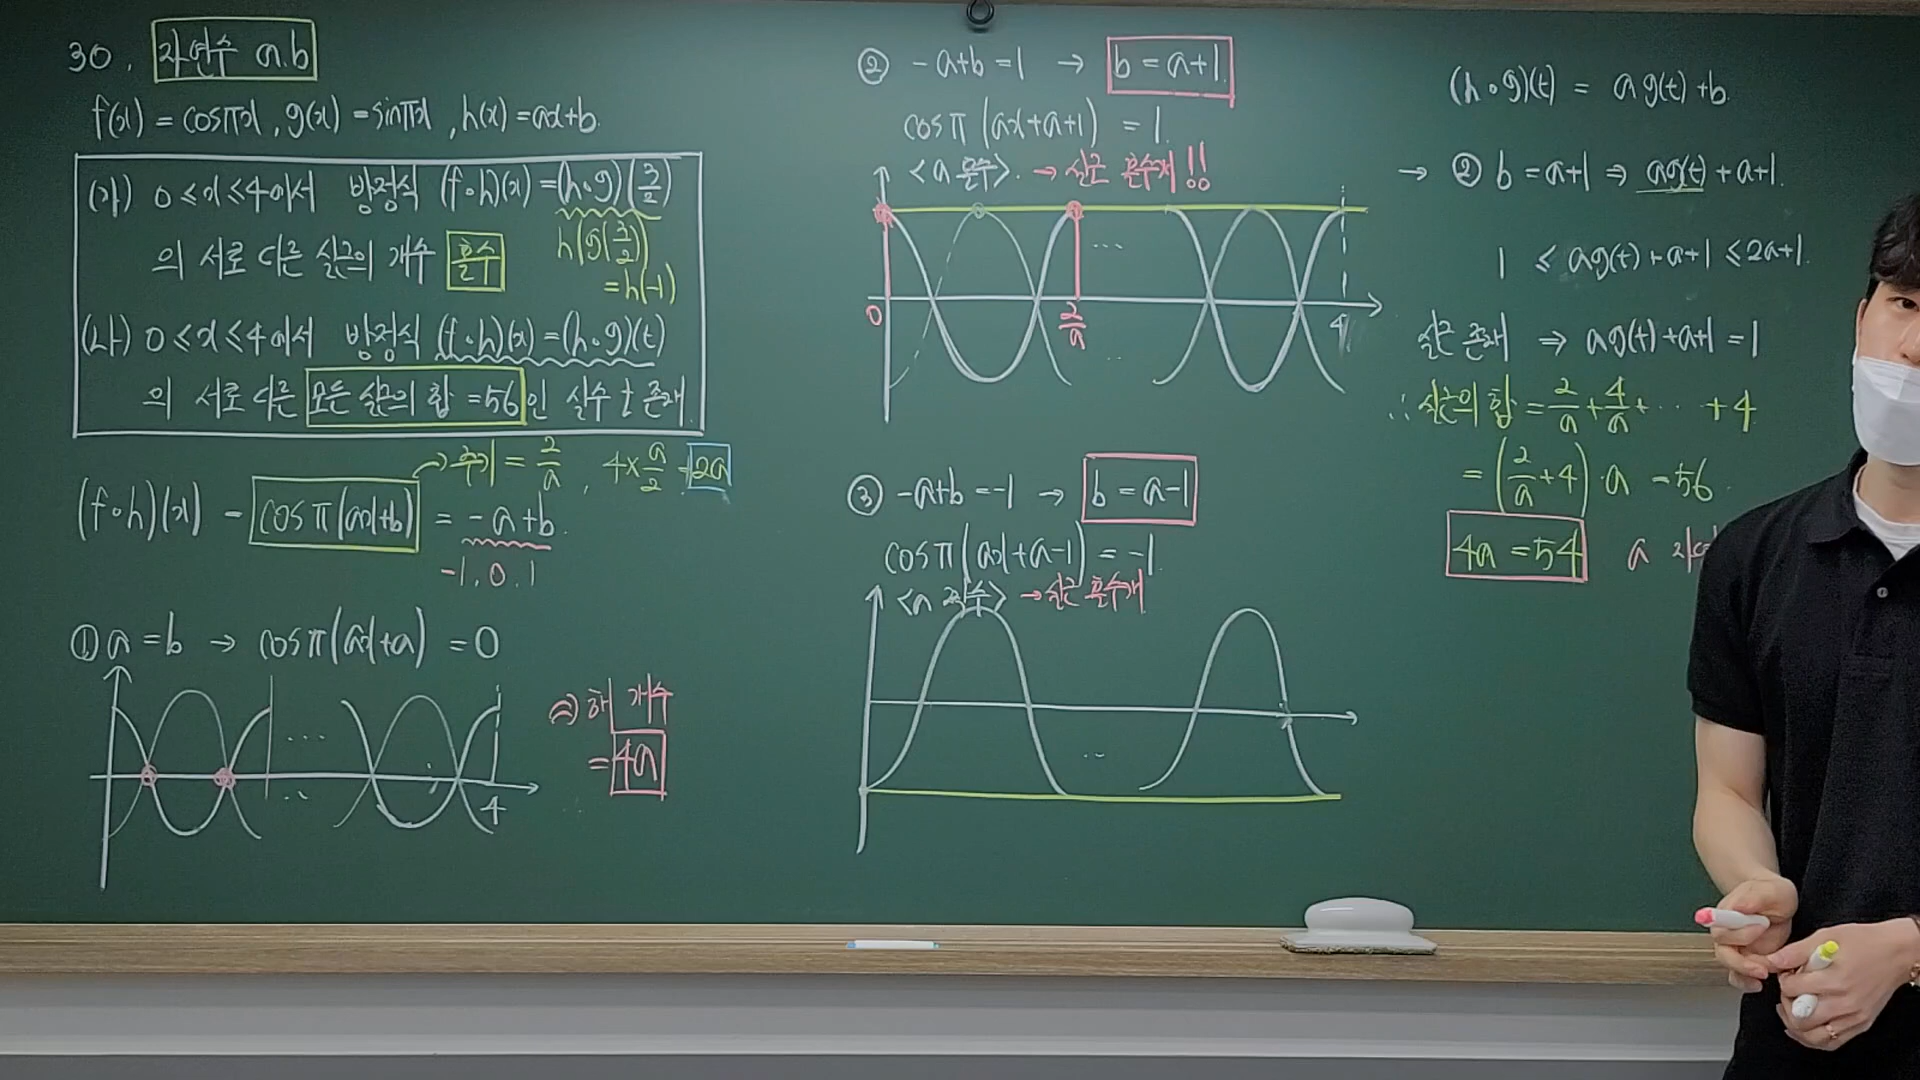 30. 자연수 a.b
f(x) = cosπx, g(x) = sinπx, h(x) = ax+b.
(가) 0≤x≤4에서 방정식 (f∘h)(x) = (h∘g)(3/2)
의 서로 다른 실근의 개수 홀수
h(g(3/2))
= h(-1)
(나) 0≤x≤4에서 방정식 (f∘h)(x) = (h∘g)(t)
의 서로 다른 모든 실근의 합 = 56인 실수 t 존재.
→ 주기 = 2/a , 4×a/2 = 2a
(f∘h)(x) = cosπ(ax+b) = -a+b.
-1, 0, 1
① a = b → cosπ(ax+a) = 0
4
개수
= 4a
② -a+b = 1 → b = a+1.
cosπ(ax+a+1) = 1.
<a 홀수>. → 실근 홀수개!!
...
0
2/a
4
③ -a+b = -1 → b = a-1
cosπ(ax+a-1) = -1.
<a 짝수> → 실근 홀수개
(h∘g)(t) = ag(t)+b.
→ ② b = a+1 ⇒ ag(t)+a+1.
1 ≤ ag(t)+a+1 ≤ 2a+1.
실근 존재 ⇒ ag(t)+a+1 = 1
∴ 실근의 합 = 2/a + 4/a + ... + 4
= (2/a+4)·a = 56.
4a = 54 a